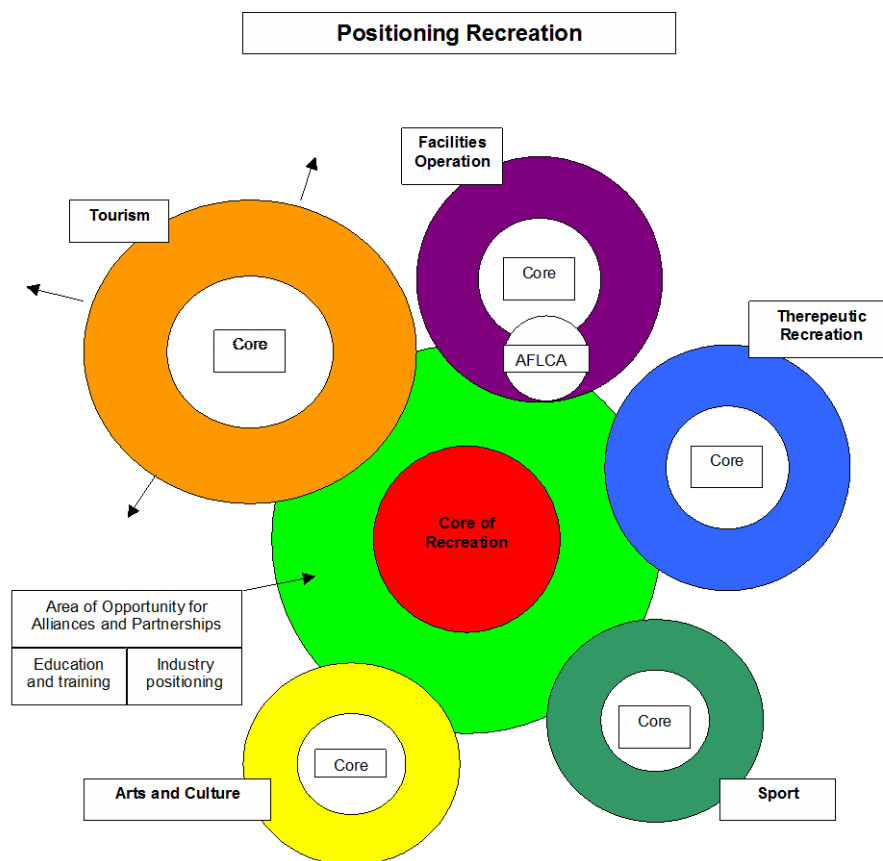 Positioning Recreation
Facilities
Operation
Tourism
Core
Core
Therepeutic
Recreation
AFLCA
Core
Core of
Recreation
Area of Opportunity for
Alliances and Partnerships
Education
and training
Industry
positioning
Core
Core
Arts and Culture
Sport